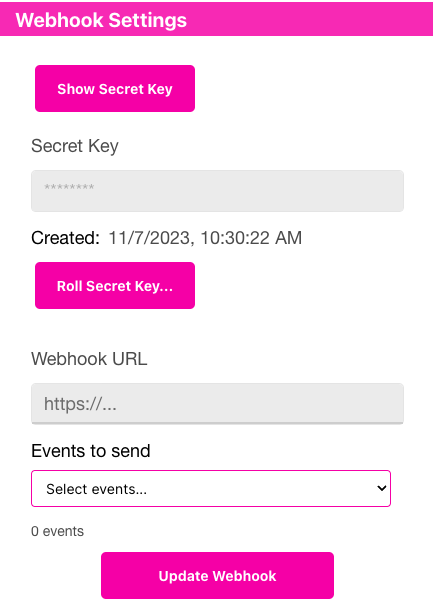 Webhook Settings
Show Secret Key
Secret Key
********
Created: 11/7/2023, 10:30:22 AM
Roll Secret Key...
Webhook URL
https://...
Events to send
Select events...
0 events
Update Webhook